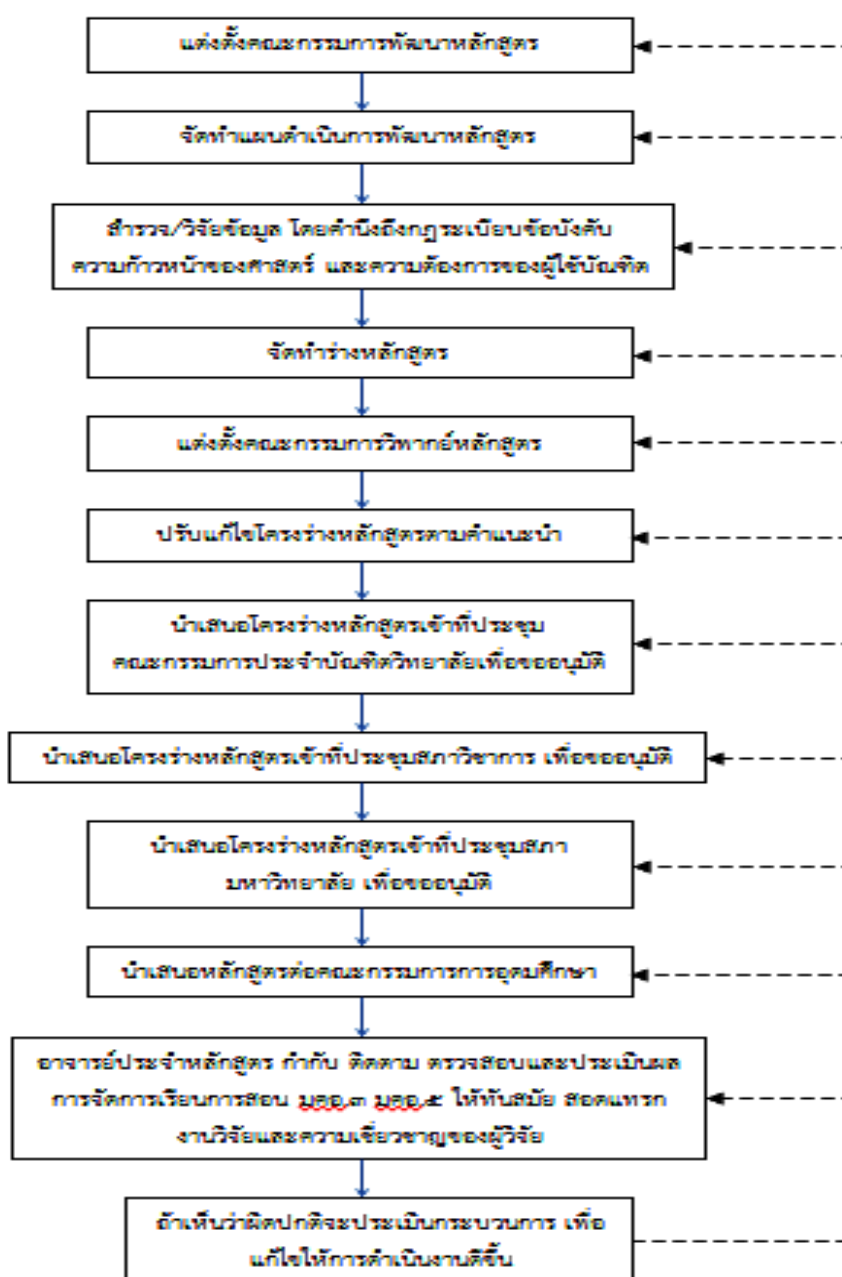 แต่งตั้งคณะกรรมการพัฒนาหลักสูตร
จัดทำแผนดำเนินการพัฒนาหลักสูตร
สำรวจ/วิจัยข้อมูล โดยคำนึงถึงกฎระเบียบข้อบังคับ
ความก้าวหน้าของศาสตร์ และความต้องการของผู้ใช้บัณฑิต
จัดทำร่างหลักสูตร
แต่งตั้งคณะกรรมการวิพากย์หลักสูตร
ปรับแก้ไขโครงร่างหลักสูตรตามคำแนะนำ
นำเสนอโครงร่างหลักสูตรเข้าที่ประชุม
คณะกรรมการประจำบัณฑิตวิทยาลัยเพื่อขออนุมัติ
นำเสนอโครงร่างหลักสูตรเข้าที่ประชุมสภาวิชาการ เพื่อขออนุมัติ
นำเสนอโครงร่างหลักสูตรเข้าที่ประชุมสภา
มหาวิทยาลัย เพื่อขออนุมัติ
นำเสนอหลักสูตรต่อคณะกรรมการการอุดมศึกษา
อาจารย์ประจำหลักสูตร กำกับ ติดตาม ตรวจสอบและประเมินผล
การจัดการเรียนการสอน มคอ.๓ มคอ.๕ ให้ทันสมัย สอดแทรก
งานวิจัยและความเชี่ยวชาญของผู้วิจัย
ถ้าเห็นว่าผิดปกติจะประเมินกระบวนการ เพื่อ
แก้ไขให้การดำเนินงานดีขึ้น